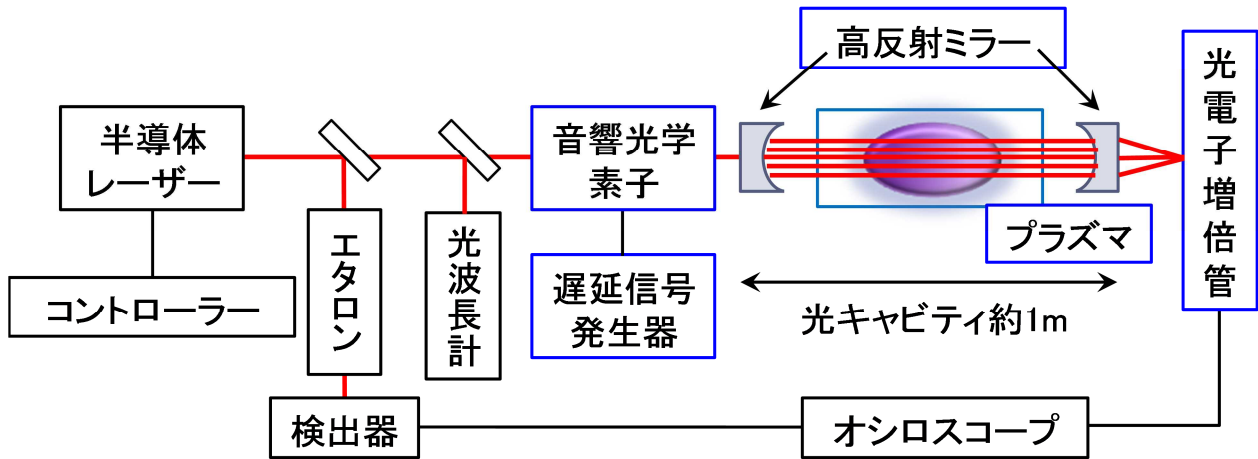 高反射ミラー
半導体
レーザー
音響光学
素子
光電子増倍管
プラズマ
エタロン
光波長計
コントローラー
遅延信号
発生器
光キャビティ約1m
検出器
オシロスコープ